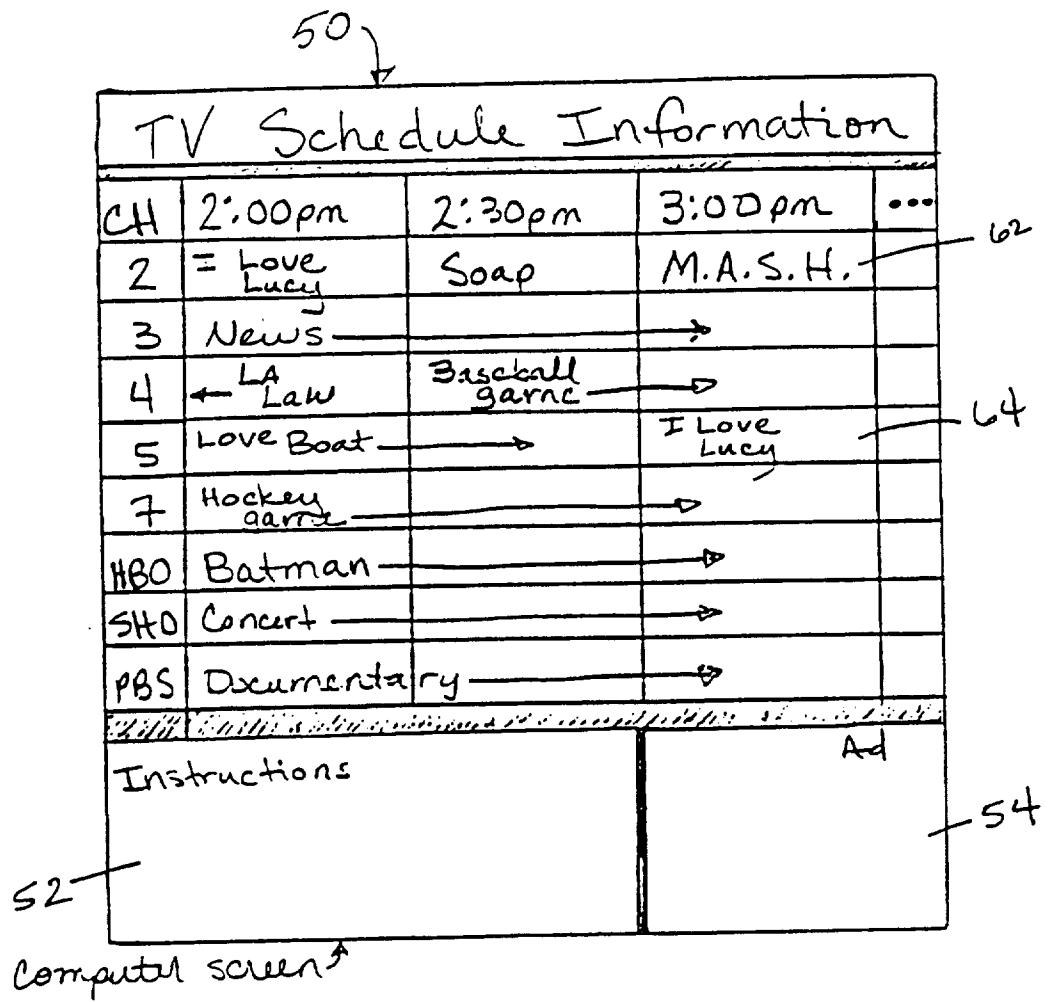 50
TV Schedule Information
CH 2:00pm 2:30pm 3:00pm ...
62
2 I Love Lucy Soap M.A.S.H.
3 News
4 LA Law Baseball game
64
5 Love Boat I Love Lucy
7 Hockey game
HBO Batman
SHO Concert
PBS Documentary
Instructions Ad
54
52
Computer screen